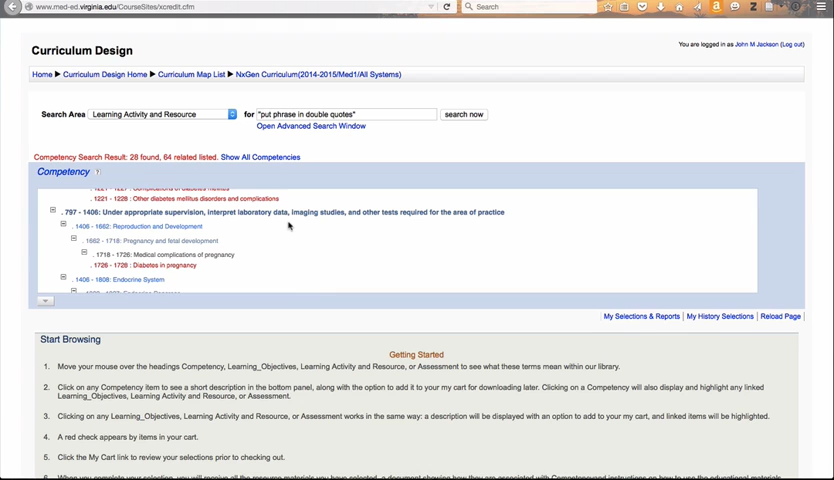 www.med-ed.virginia.edu/CourseSites/xcredit.cfm
Search
Curriculum Design
You are logged in as John M Jackson (Log out)
Home ▶ Curriculum Design Home ▶ Curriculum Map List ▶ NxGen Curriculum(2014-2015/Med1/All Systems)
Search Area Learning Activity and Resource for "put phrase in double quotes" search now
Open Advanced Search Window
Competency Search Result: 28 found, 64 related listed. Show All Competencies
Competency ?
. 1221 - 1228 : Other diabetes mellitus disorders and complications
. 797 - 1406: Under appropriate supervision, interpret laboratory data, imaging studies, and other tests required for the area of practice
. 1406 - 1662: Reproduction and Development
. 1662 - 1718: Pregnancy and fetal development
. 1718 - 1726: Medical complications of pregnancy
. 1726 - 1728: Diabetes in pregnancy
. 1406 - 1808: Endocrine System
My Selections & Reports | My History Selections | Reload Page
Start Browsing
Getting Started
1. Move your mouse over the headings Competency, Learning_Objectives, Learning Activity and Resource, or Assessment to see what these terms mean within our library.
2. Click on any Competency item to see a short description in the bottom panel, along with the option to add it to your my cart for downloading later. Clicking on a Competency will also display and highlight any linked
Learning_Objectives, Learning Activity and Resource, or Assessment.
3. Clicking on any Learning_Objectives, Learning Activity and Resource, or Assessment works in the same way: a description will be displayed with an option to add to your my cart, and linked items will be highlighted.
4. A red check appears by items in your cart.
5. Click the My Cart link to review your selections prior to checking out.